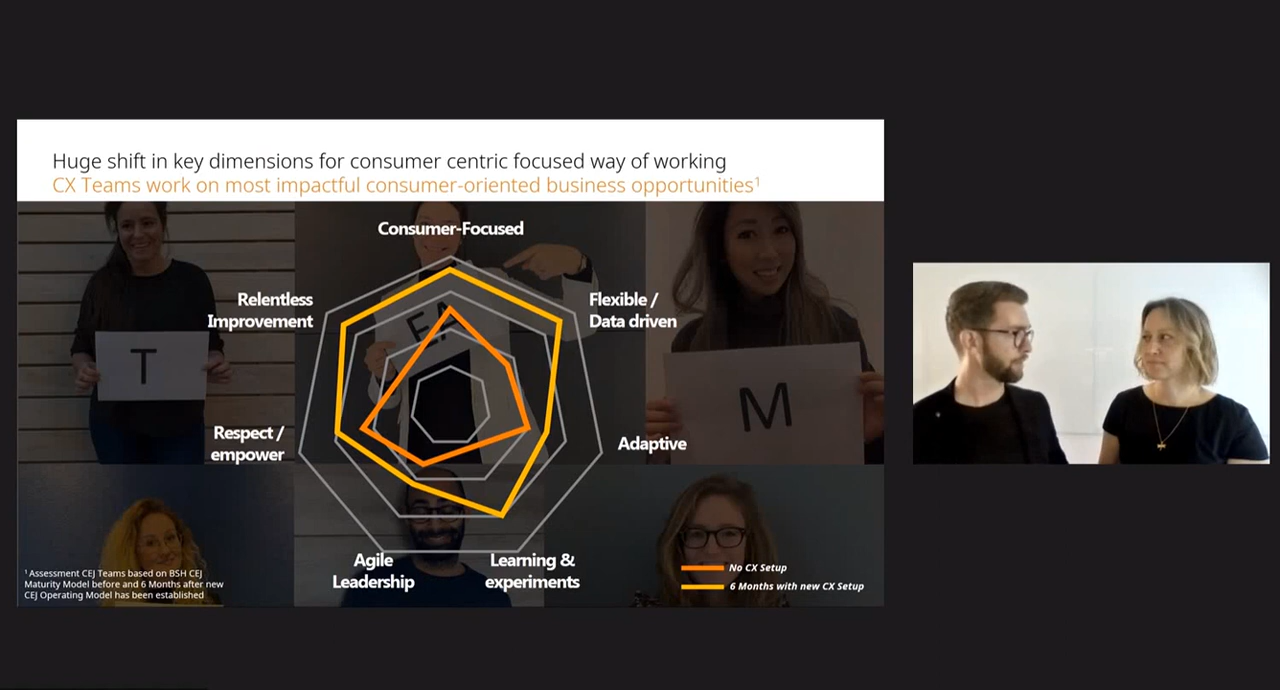 Huge shift in key dimensions for consumer centric focused way of working
CX Teams work on most impactful consumer-oriented business opportunities¹
Consumer-Focused
Relentless
Improvement
Flexible /
Data driven
T
EA
M
Respect /
empower
Adaptive
Agile
Leadership
Learning &
experiments
¹ Assessment CEJ Teams based on BSH CEJ
Maturity Model before and 6 Months after new
CEJ Operating Model has been established
No CX Setup
6 Months with new CX Setup